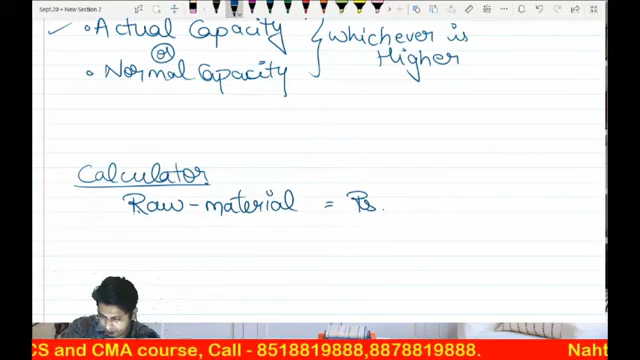 Sept.20 » New Section 2
✓ • Actual Capacity
(or)
• Normal Capacity
} Whichever is
Higher
Calculator
Raw-material = Rs.
CS and CMA course, Call - 8518819888,8878819888. Naht